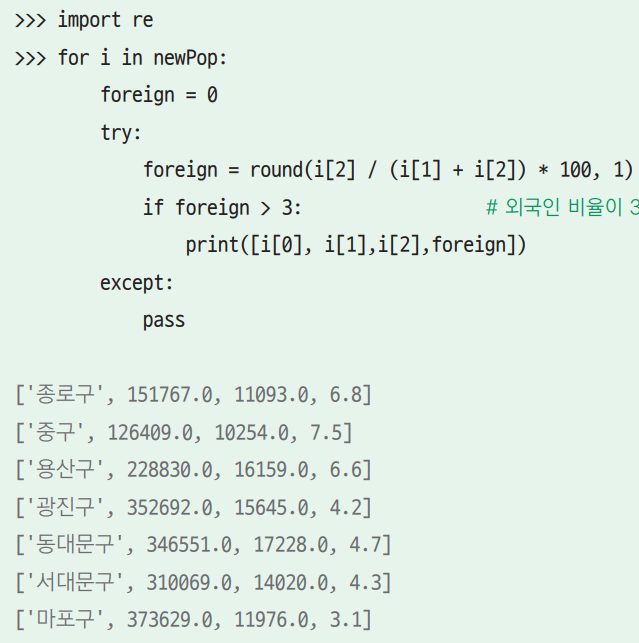 >>> import re
>>> for i in newPop:
        foreign = 0
        try:
            foreign = round(i[2] / (i[1] + i[2]) * 100, 1)
            if foreign > 3:                 # 외국인 비율이 3
                print([i[0], i[1],i[2],foreign])
        except:
            pass
['종로구', 151767.0, 11093.0, 6.8]
['중구', 126409.0, 10254.0, 7.5]
['용산구', 228830.0, 16159.0, 6.6]
['광진구', 352692.0, 15645.0, 4.2]
['동대문구', 346551.0, 17228.0, 4.7]
['서대문구', 310069.0, 14020.0, 4.3]
['마포구', 373629.0, 11976.0, 3.1]